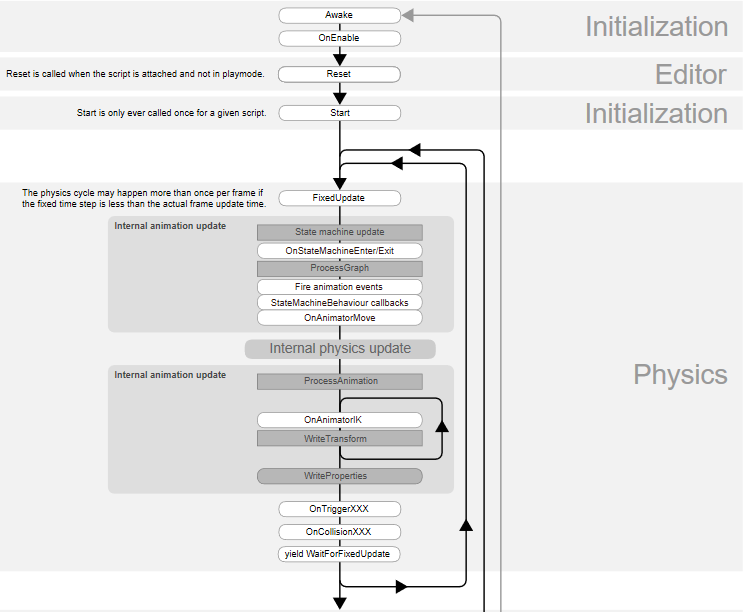 Awake
OnEnable
Initialization
Reset is called when the script is attached and not in playmode.
Reset
Editor
Start is only ever called once for a given script.
Start
Initialization
The physics cycle may happen more than once per frame if
the fixed time step is less than the actual frame update time.
FixedUpdate
Internal animation update
State machine update
OnStateMachineEnter/Exit
ProcessGraph
Fire animation events
StateMachineBehaviour callbacks
OnAnimatorMove
Internal physics update
Physics
Internal animation update
ProcessAnimation
OnAnimatorIK
WriteTransform
WriteProperties
OnTriggerXXX
OnCollisionXXX
yield WaitForFixedUpdate